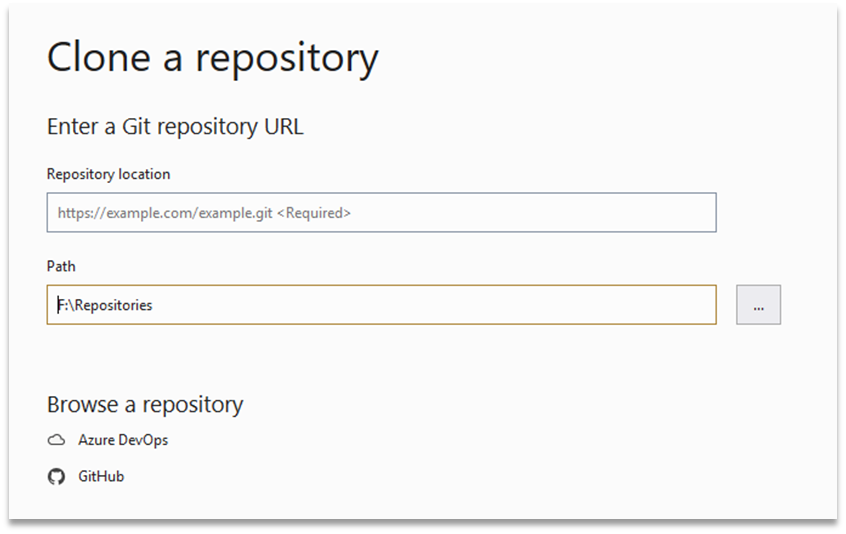 Clone a repository
Enter a Git repository URL
Repository location
https://example.com/example.git <Required>
Path
F:\Repositories
...
Browse a repository
Azure DevOps
GitHub